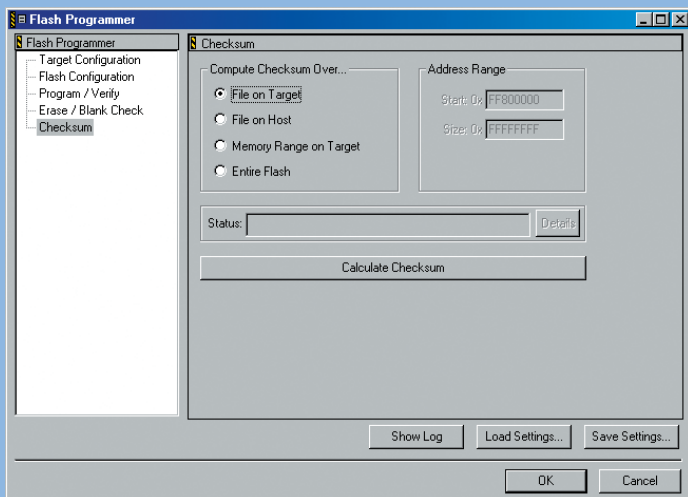 Flash Programmer
Flash Programmer
Target Configuration
Flash Configuration
Program / Verify
Erase / Blank Check
Checksum
Checksum
Compute Checksum Over...
File on Target
File on Host
Memory Range on Target
Entire Flash
Address Range
Start: 0x FF800000
Size: 0x FFFFFFFF
Status:
Details
Calculate Checksum
Show Log
Load Settings...
Save Settings...
OK
Cancel